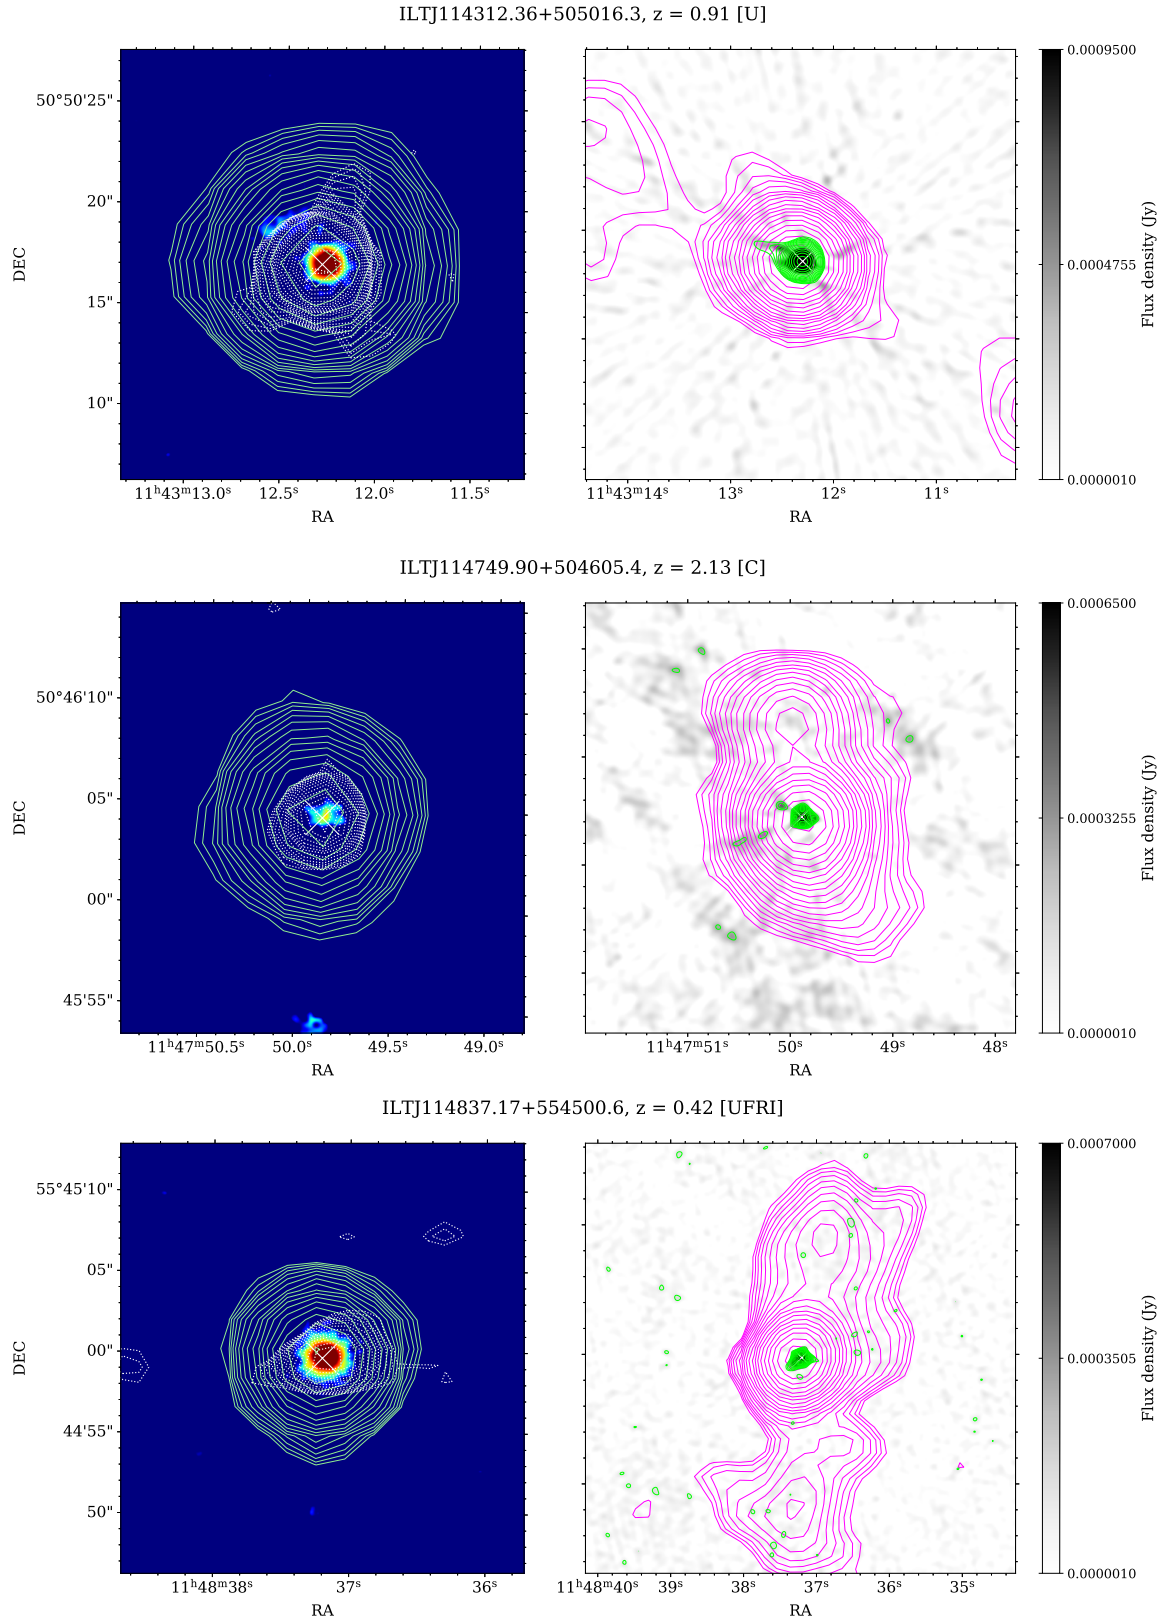 ILTJ114312.36+505016.3, z = 0.91 [U]
50°50'25"
20"
15"
10"
DEC
11ʰ43ᵐ13.0ˢ 12.5ˢ 12.0ˢ 11.5ˢ
RA
11ʰ43ᵐ14ˢ 13ˢ 12ˢ 11ˢ
RA
0.0009500
0.0004755
0.0000010
Flux density (Jy)
ILTJ114749.90+504605.4, z = 2.13 [C]
50°46'10"
05"
00"
45'55"
DEC
11ʰ47ᵐ50.5ˢ 50.0ˢ 49.5ˢ 49.0ˢ
RA
11ʰ47ᵐ51ˢ 50ˢ 49ˢ 48ˢ
RA
0.0006500
0.0003255
0.0000010
Flux density (Jy)
ILTJ114837.17+554500.6, z = 0.42 [UFRI]
55°45'10"
05"
00"
44'55"
50"
DEC
11ʰ48ᵐ38ˢ 37ˢ 36ˢ
RA
11ʰ48ᵐ40ˢ 39ˢ 38ˢ 37ˢ 36ˢ 35ˢ
RA
0.0007000
0.0003505
0.0000010
Flux density (Jy)